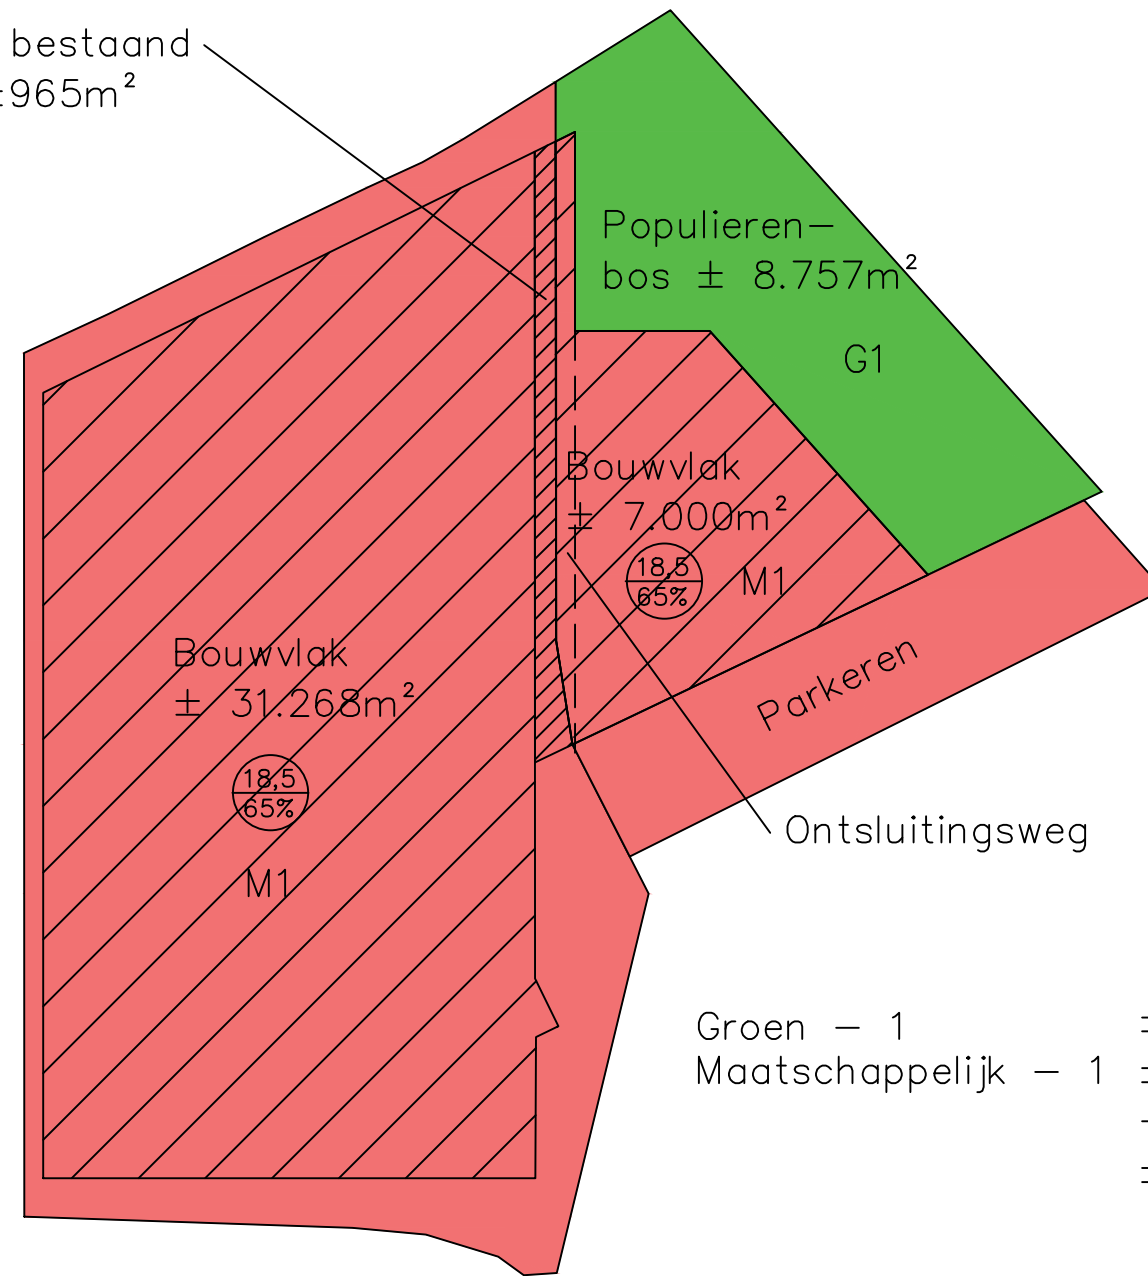 bestaand
±965m²
Populieren–
bos ± 8.757m²
G1
Bouwvlak
± 7.000m²
18,5
65%
M1
Bouwvlak
± 31.268m²
18,5
65%
M1
Parkeren
Ontsluitingsweg
Groen – 1
Maatschappelijk – 1